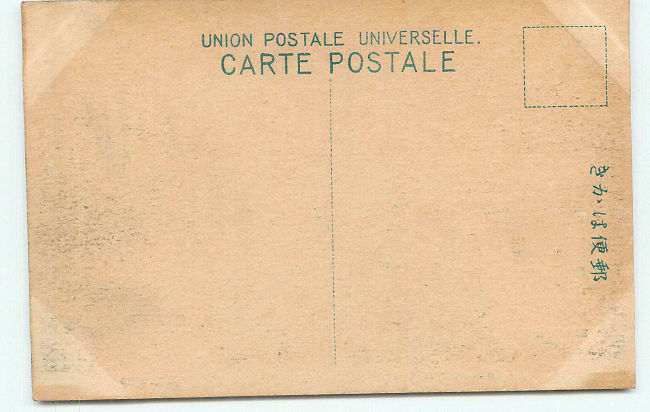 UNION POSTALE UNIVERSELLE.
CARTE POSTALE
郵便はかき